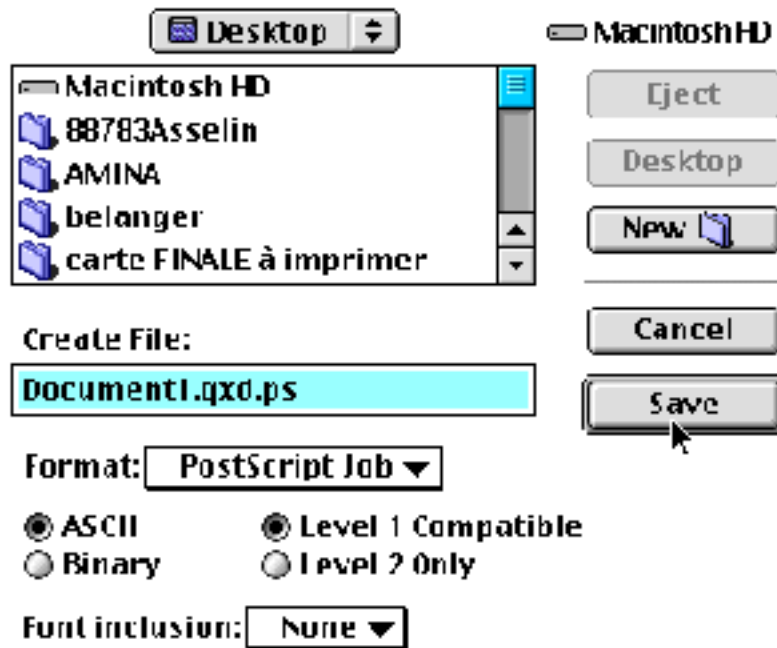 Desktop
Macintosh HD
Macintosh HD
88783Asselin
AMINA
belanger
carte FINALE à imprimer
Eject
Desktop
New
Create File:
Document1.qxd.ps
Cancel
Save
Format: PostScript Job
ASCII Level 1 Compatible
Binary Level 2 Only
Font inclusion: None